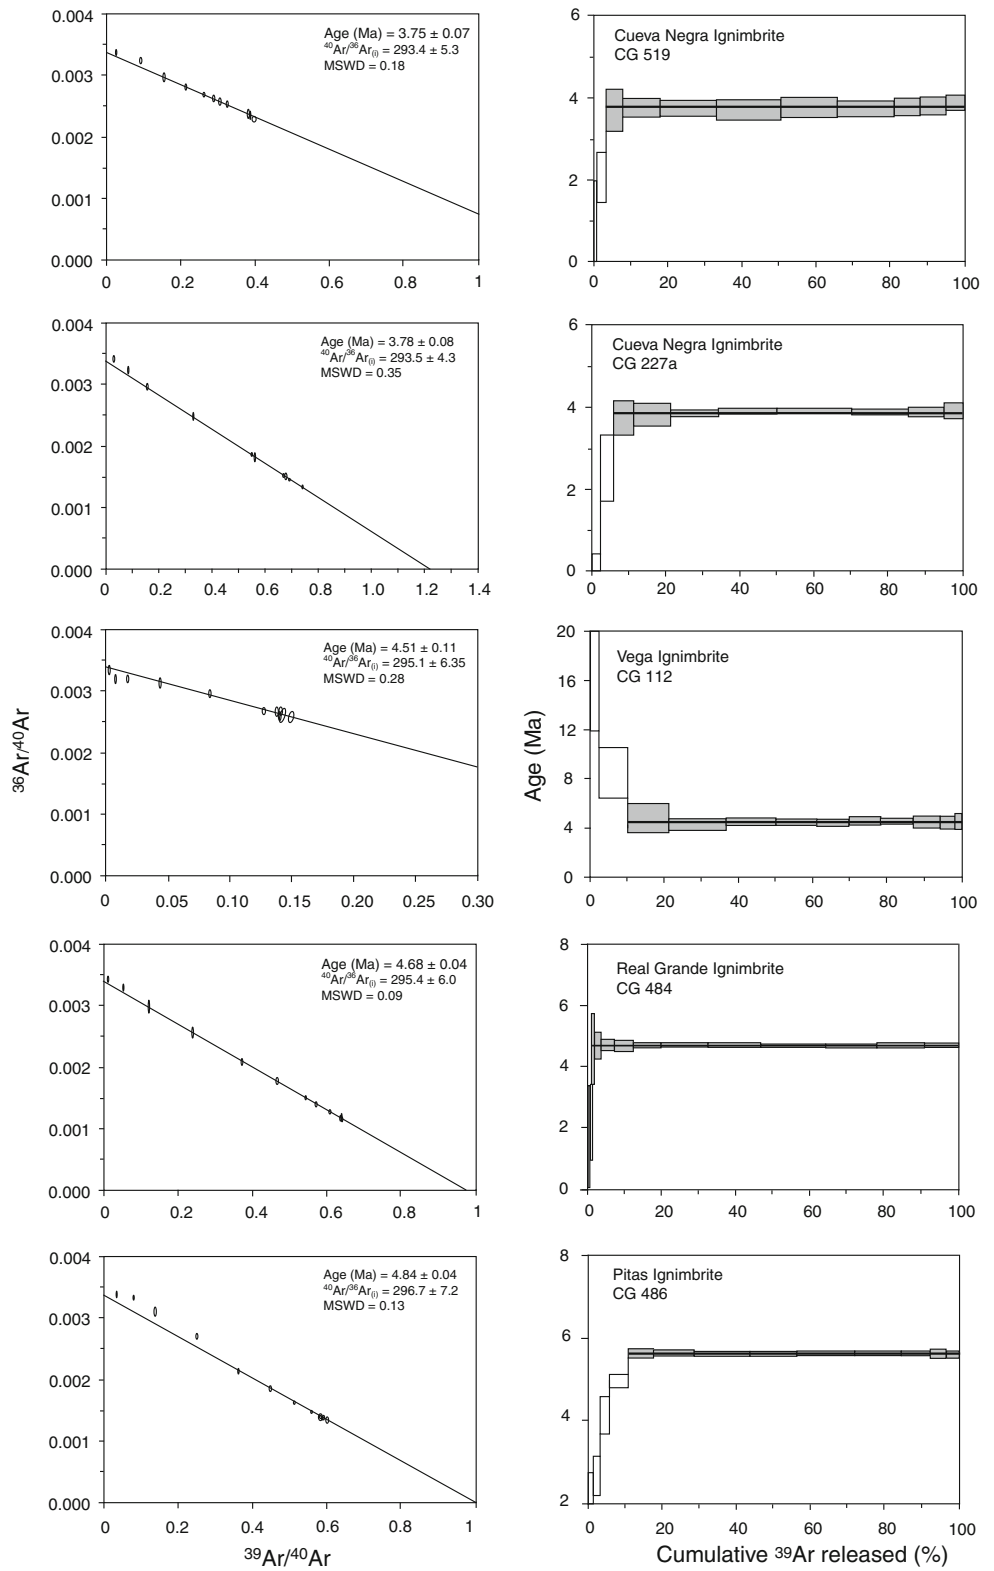 0.004
0.003
0.002
0.001
0.000
0 0.2 0.4 0.6 0.8 1
Age (Ma) = 3.75 ± 0.07
40Ar/36Ar(i) = 293.4 ± 5.3
MSWD = 0.18
6
4
2
0
0 20 40 60 80 100
Cueva Negra Ignimbrite
CG 519
0.004
0.003
0.002
0.001
0.000
0 0.2 0.4 0.6 0.8 1.0 1.2 1.4
Age (Ma) = 3.78 ± 0.08
40Ar/36Ar(i) = 293.5 ± 4.3
MSWD = 0.35
6
4
2
0
0 20 40 60 80 100
Cueva Negra Ignimbrite
CG 227a
36Ar/40Ar
0.004
0.003
0.002
0.001
0.000
0 0.05 0.10 0.15 0.20 0.25 0.30
Age (Ma) = 4.51 ± 0.11
40Ar/36Ar(i) = 295.1 ± 6.35
MSWD = 0.28
Age (Ma)
20
16
12
8
4
0
0 20 40 60 80 100
Vega Ignimbrite
CG 112
0.004
0.003
0.002
0.001
0.000
0 0.2 0.4 0.6 0.8 1
Age (Ma) = 4.68 ± 0.04
40Ar/36Ar(i) = 295.4 ± 6.0
MSWD = 0.09
8
6
4
2
0
0 20 40 60 80 100
Real Grande Ignimbrite
CG 484
0.004
0.003
0.002
0.001
0.000
0 0.2 0.4 0.6 0.8 1
Age (Ma) = 4.84 ± 0.04
40Ar/36Ar(i) = 296.7 ± 7.2
MSWD = 0.13
39Ar/40Ar
8
6
4
2
0 20 40 60 80 100
Pitas Ignimbrite
CG 486
Cumulative 39Ar released (%)